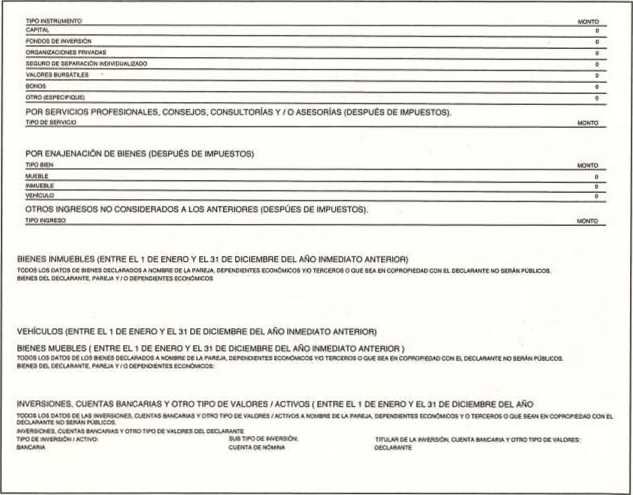 TIPO INSTRUMENTO MONTO
CAPITAL 0
FONDOS DE INVERSIÓN 0
ORGANIZACIONES PRIVADAS 0
SEGURO DE SEPARACIÓN INDIVIDUALIZADO 0
VALORES BURSÁTILES 0
BONOS 0
OTRO (ESPECIFIQUE) 0
POR SERVICIOS PROFESIONALES, CONSEJOS, CONSULTORÍAS Y / O ASESORÍAS (DESPUÉS DE IMPUESTOS).
TIPO DE SERVICIO MONTO
POR ENAJENACIÓN DE BIENES (DESPUÉS DE IMPUESTOS)
TIPO BIEN MONTO
MUEBLE 0
INMUEBLE 0
VEHÍCULO 0
OTROS INGRESOS NO CONSIDERADOS A LOS ANTERIORES (DESPÚES DE IMPUESTOS).
TIPO INGRESO MONTO
BIENES INMUEBLES (ENTRE EL 1 DE ENERO Y EL 31 DE DICIEMBRE DEL AÑO INMEDIATO ANTERIOR)
TODOS LOS DATOS DE BIENES DECLARADOS A NOMBRE DE LA PAREJA, DEPENDIENTES ECONÓMICOS Y/O TERCEROS O QUE SEA EN COPROPIEDAD CON EL DECLARANTE NO SERÁN PÚBLICOS.
BIENES DEL DECLARANTE, PAREJA Y / O DEPENDIENTES ECONÓMICOS
VEHÍCULOS (ENTRE EL 1 DE ENERO Y EL 31 DE DICIEMBRE DEL AÑO INMEDIATO ANTERIOR)
BIENES MUEBLES ( ENTRE EL 1 DE ENERO Y EL 31 DE DICIEMBRE DEL AÑO INMEDIATO ANTERIOR )
TODOS LOS DATOS DE LOS BIENES DECLARADOS A NOMBRE DE LA PAREJA, DEPENDIENTES ECONÓMICOS Y/O TERCEROS O QUE SEA EN COPROPIEDAD CON EL DECLARANTE NO SERÁN PÚBLICOS.
BIENES DEL DECLARANTE, PAREJA Y / O DEPENDIENTES ECONÓMICOS:
INVERSIONES, CUENTAS BANCARIAS Y OTRO TIPO DE VALORES / ACTIVOS ( ENTRE EL 1 DE ENERO Y EL 31 DE DICIEMBRE DEL AÑO
TODOS LOS DATOS DE LAS INVERSIONES, CUENTAS BANCARIAS Y OTRO TIPO DE VALORES / ACTIVOS A NOMBRE DE LA PAREJA, DEPENDIENTES ECONÓMICOS Y O TERCEROS O QUE SEAN EN COPROPIEDAD CON EL
DECLARANTE NO SERÁN PÚBLICOS.
INVERSIONES, CUENTAS BANCARIAS Y OTRO TIPO DE VALORES DEL DECLARANTE
TIPO DE INVERSIÓN / ACTIVO: SUB TIPO DE INVERSIÓN: TITULAR DE LA INVERSIÓN, CUENTA BANCARIA Y OTRO TIPO DE VALORES:
BANCARIA CUENTA DE NÓMINA DECLARANTE